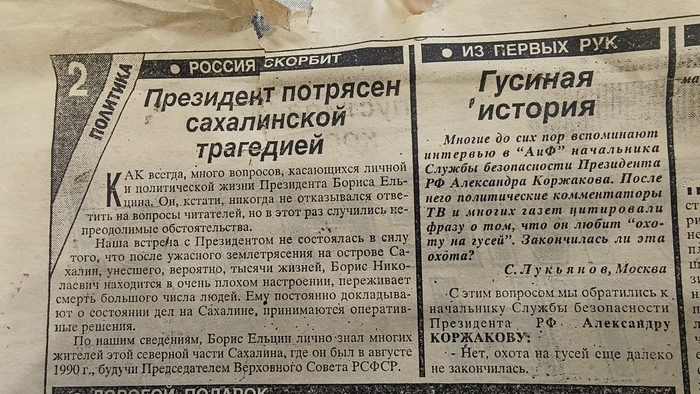 2
ПОЛИТИКА
• РОССИЯ СКОРБИТ
Президент потрясен
сахалинской
трагедией
КАК всегда, много вопросов, касающихся личной
и политической жизни Президента Бориса Ель-
цина. Он, кстати, никогда не отказывался отве-
тить на вопросы читателей, но в этот раз случились не-
преодолимые обстоятельства.
Наша встреча с Президентом не состоялась в силу
того, что после ужасного землетрясения на острове Са-
халин, унесшего, вероятно, тысячи жизней, Борис Нико-
лаевич находится в очень плохом настроении, переживает
смерть большого числа людей. Ему постоянно докладыва-
ют о состоянии дел на Сахалине, принимаются оператив-
ные решения.
По нашим сведениям, Борис Ельцин лично знал многих
жителей этой северной части Сахалина, где он был в августе
1990 г., будучи Председателем Верховного Совета РСФСР.
• ИЗ ПЕРВЫХ РУК
Гусиная
история
Многие до сих пор вспоминают
интервью в "АиФ" начальника
Службы безопасности Президента
РФ Александра Коржакова. После
него политические комментаторы
ТВ и многих газет цитировали
фразу о том, что он любит "охо-
ту на гусей". Закончилась ли эта
охота?
С. Лукьянов, Москва
С этим вопросом мы обратились к
начальнику Службы безопасности
Президента РФ Александру
КОРЖАКОВУ:
- Нет, охота на гусей еще далеко
не закончилась.